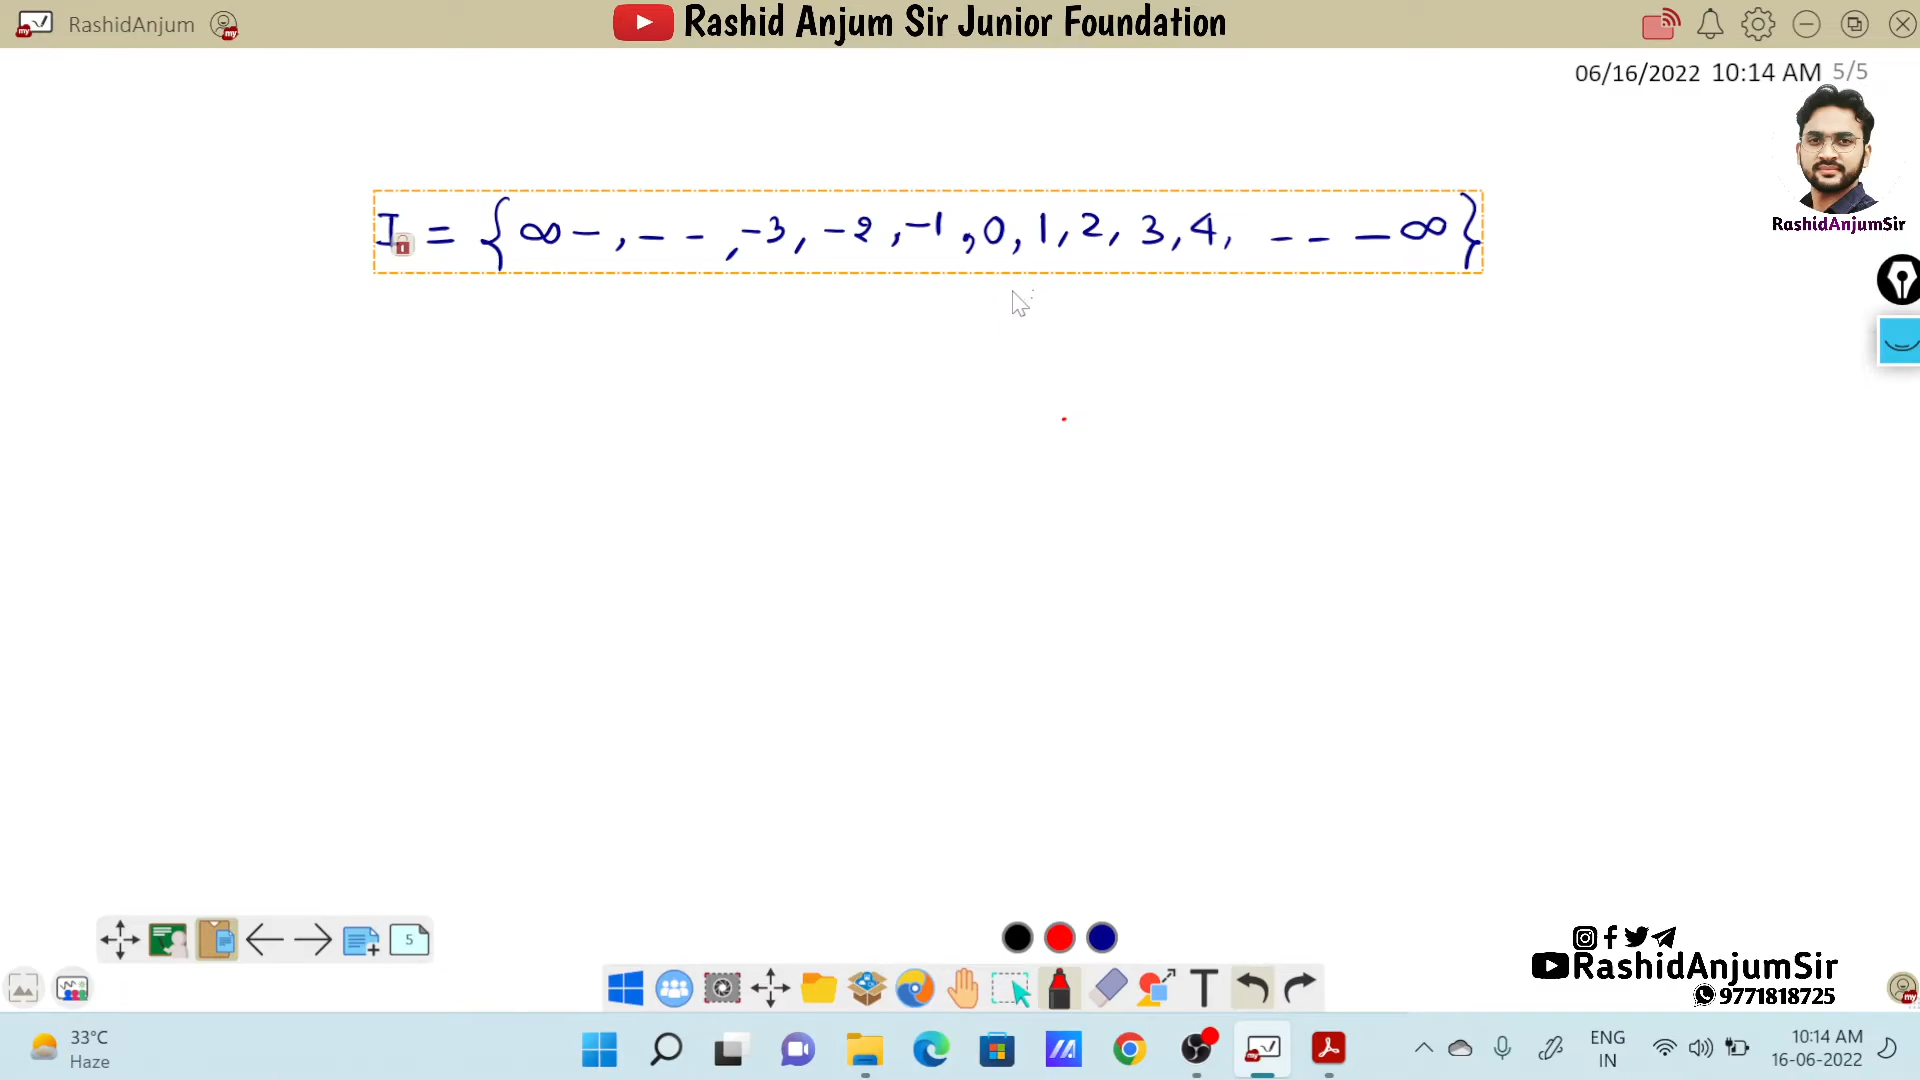 RashidAnjum
Rashid Anjum Sir Junior Foundation
06/16/2022 10:14 AM 5/5
RashidAnjumSir
I = {∞ - , - - , -3, -2, -1, 0, 1, 2, 3, 4, - - - ∞}
5
RashidAnjumSir
9771818725
33°C
Haze
ENG
IN
10:14 AM
16-06-2022